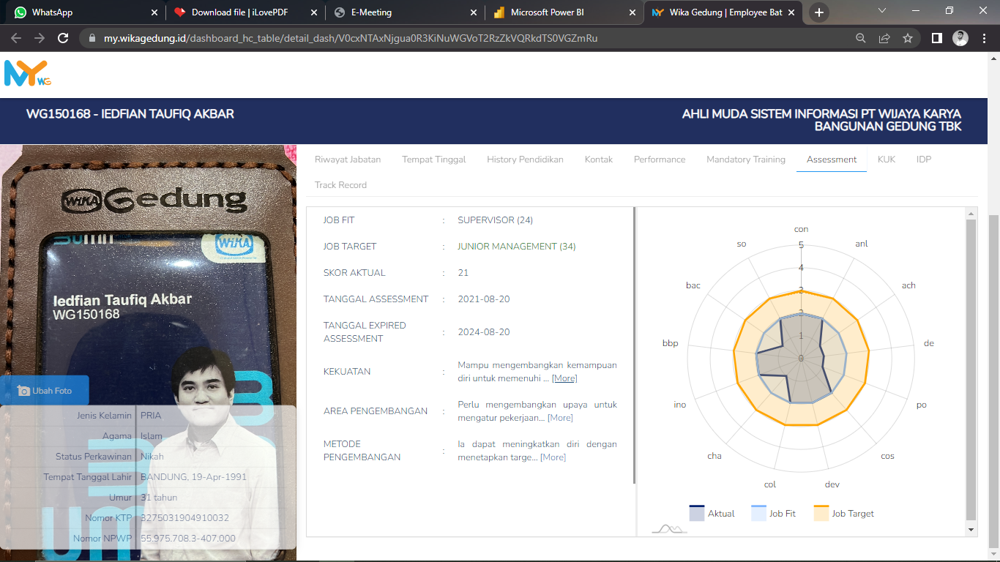 WhatsApp
Download file | iLovePDF
E-Meeting
Microsoft Power BI
Wika Gedung | Employee Bat
my.wikagedung.id/dashboard_hc_table/detail_dash/V0cxNTAxNjgua0R3KiNuWGVoT2RzZkVQRkdTS0VGZmRu
MY WG
WG150168 - IEDFIAN TAUFIQ AKBAR
AHLI MUDA SISTEM INFORMASI PT WIJAYA KARYA
BANGUNAN GEDUNG TBK
WIKA Gedung
WIKA
Iedfian Taufiq Akbar
WG150168
Ubah Foto
Jenis Kelamin PRIA
Agama Islam
Status Perkawinan Nikah
Tempat Tanggal Lahir BANDUNG, 19-Apr-1991
Umur 31 tahun
Nomor KTP 3275031904910032
Nomor NPWP 55.975.708.3-407.000
Riwayat Jabatan Tempat Tinggal History Pendidikan Kontak Performance Mandatory Training Assessment KUK IDP
Track Record
JOB FIT : SUPERVISOR (24)
JOB TARGET : JUNIOR MANAGEMENT (34)
SKOR AKTUAL : 21
TANGGAL ASSESSMENT : 2021-08-20
TANGGAL EXPIRED
ASSESSMENT : 2024-08-20
KEKUATAN : Mampu mengembangkan kemampuan
diri untuk memenuhi ... [More]
AREA PENGEMBANGAN : Perlu mengembangkan upaya untuk
mengatur pekerjaan... [More]
METODE
PENGEMBANGAN : Ia dapat meningkatkan diri dengan
menetapkan targe... [More]
con
anl
ach
de
po
cos
dev
col
cha
ino
bbp
bac
so
5
4
3
2
1
0
Aktual Job Fit Job Target